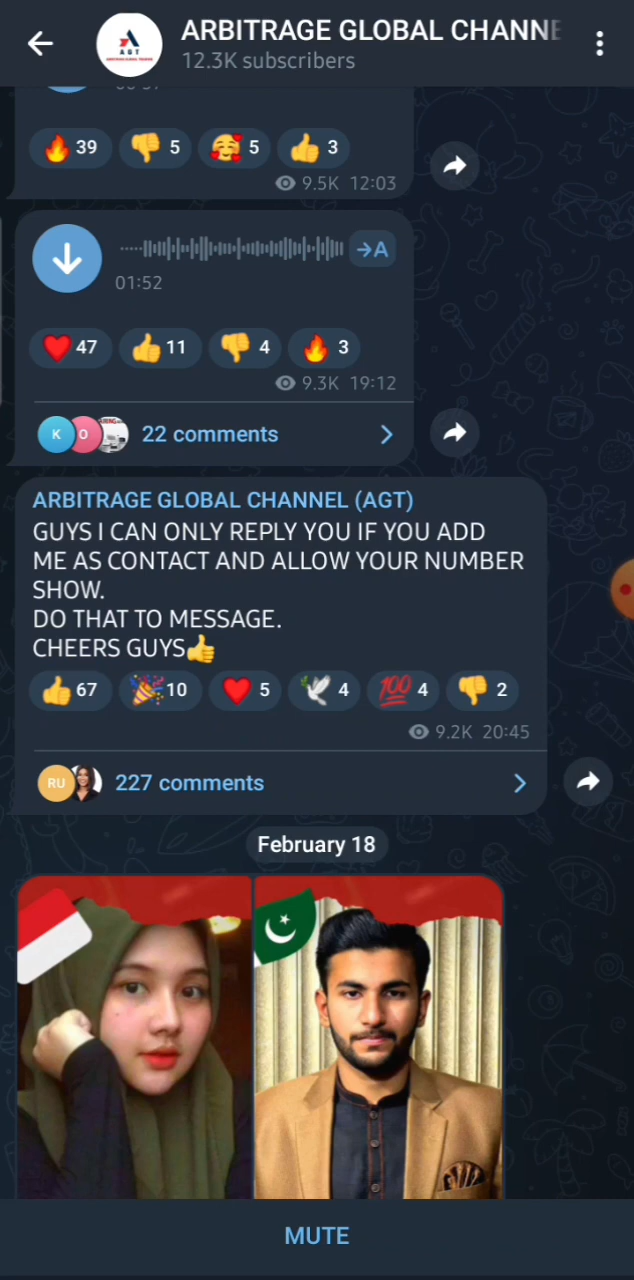 ARBITRAGE GLOBAL CHANNE
12.3K subscribers
AGT
39
5
5
3
9.5K 12:03
→A
01:52
47
11
4
3
9.3K 19:12
K
O
22 comments
ARBITRAGE GLOBAL CHANNEL (AGT)
GUYS I CAN ONLY REPLY YOU IF YOU ADD
ME AS CONTACT AND ALLOW YOUR NUMBER
SHOW.
DO THAT TO MESSAGE.
CHEERS GUYS👍
67
10
5
4
100 4
2
9.2K 20:45
RU
227 comments
February 18
MUTE